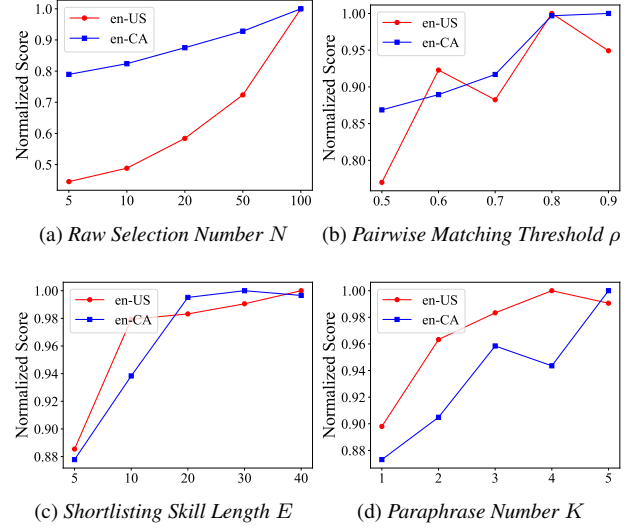 Normalized Score
1.0
0.9
0.8
0.7
0.6
0.5
en-US
en-CA
5 10 20 50 100
(a) Raw Selection Number N
Normalized Score
1.00
0.95
0.90
0.85
0.80
en-US
en-CA
0.5 0.6 0.7 0.8 0.9
(b) Pairwise Matching Threshold ρ
Normalized Score
1.00
0.98
0.96
0.94
0.92
0.90
0.88
en-US
en-CA
5 10 20 30 40
(c) Shortlisting Skill Length E
Normalized Score
1.00
0.98
0.96
0.94
0.92
0.90
0.88
en-US
en-CA
1 2 3 4 5
(d) Paraphrase Number K